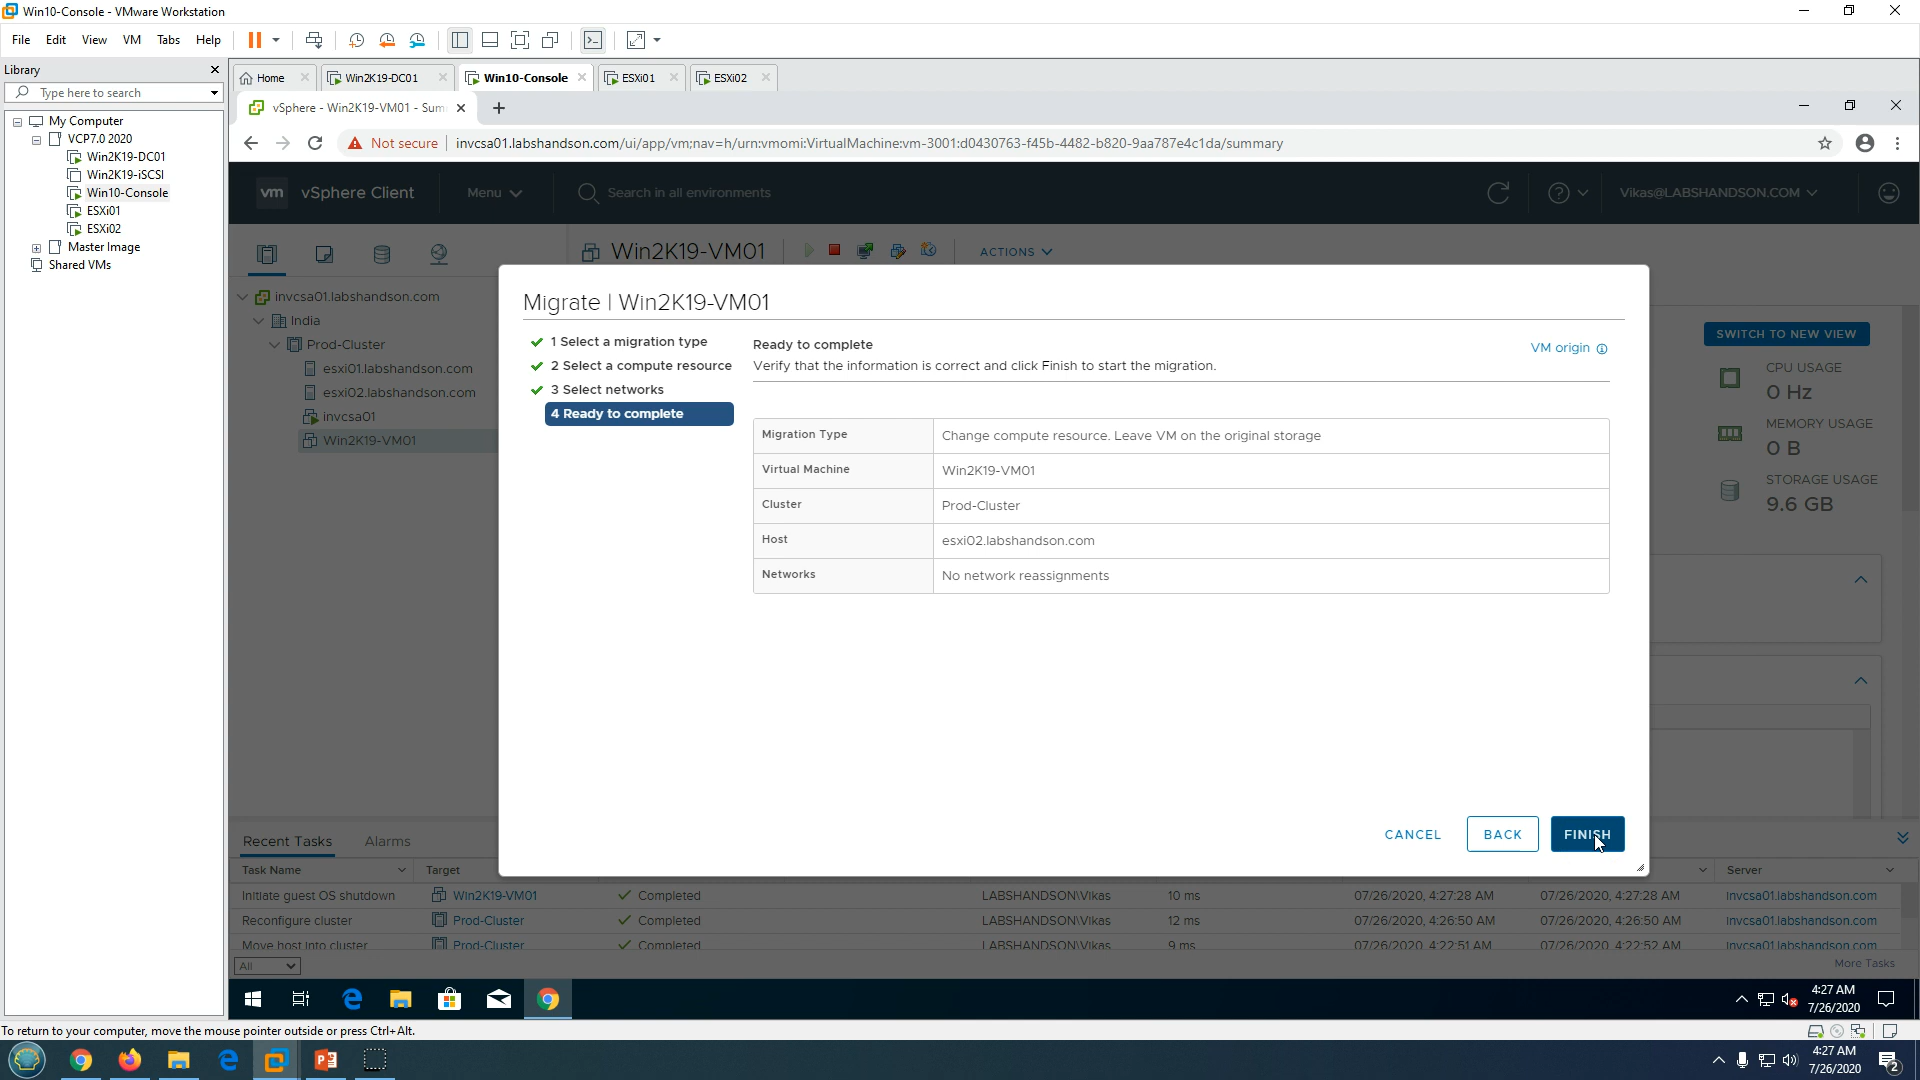 Win10-Console - VMware Workstation
File Edit View VM Tabs Help
Library
Type here to search
My Computer
VCP7.0 2020
Win2K19-DC01
Win2K19-iSCSI
Win10-Console
ESXi01
ESXi02
Master Image
Shared VMs
Home Win2K19-DC01 Win10-Console ESXi01 ESXi02
vSphere - Win2K19-VM01 - Sum
Not secure invcsa01.labshandson.com/ui/app/vm;nav=h/urn:vmomi:VirtualMachine:vm-3001:d0430763-f45b-4482-b820-9aa787e4c1da/summary
vm vSphere Client Menu Search in all environments Vikas@LABSHANDSON.COM
Win2K19-VM01 ACTIONS
invcsa01.labshandson.com
India
Prod-Cluster
esxi01.labshandson.com
esxi02.labshandson.com
invcsa01
Win2K19-VM01
SWITCH TO NEW VIEW
CPU USAGE
0 Hz
MEMORY USAGE
0 B
STORAGE USAGE
9.6 GB
Migrate | Win2K19-VM01
1 Select a migration type
2 Select a compute resource
3 Select networks
4 Ready to complete
Ready to complete
Verify that the information is correct and click Finish to start the migration.
VM origin
Migration Type Change compute resource. Leave VM on the original storage
Virtual Machine Win2K19-VM01
Cluster Prod-Cluster
Host esxi02.labshandson.com
Networks No network reassignments
CANCEL BACK FINISH
Recent Tasks Alarms
Task Name Target Server
Initiate guest OS shutdown Win2K19-VM01 Completed LABSHANDSON\Vikas 10 ms 07/26/2020, 4:27:28 AM 07/26/2020, 4:27:28 AM invcsa01.labshandson.com
Reconfigure cluster Prod-Cluster Completed LABSHANDSON\Vikas 12 ms 07/26/2020, 4:26:50 AM 07/26/2020, 4:26:50 AM invcsa01.labshandson.com
Move host into cluster Prod-Cluster Completed LABSHANDSON\Vikas 9 ms 07/26/2020, 4:22:51 AM 07/26/2020, 4:22:52 AM invcsa01.labshandson.com
All More Tasks
4:27 AM
7/26/2020
To return to your computer, move the mouse pointer outside or press Ctrl+Alt.
4:27 AM
7/26/2020
2